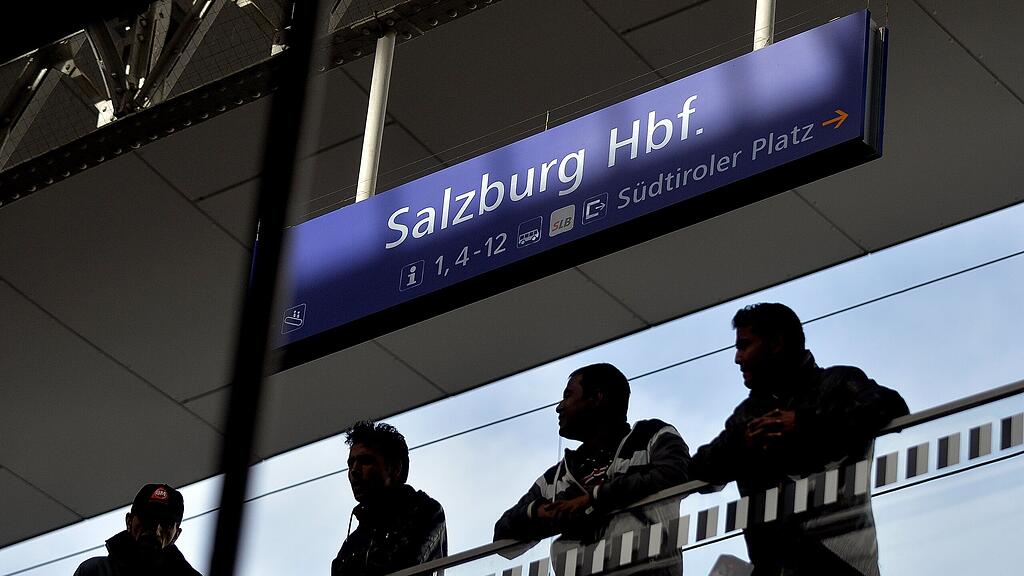 Salzburg Hbf.
i 1, 4-12 SLB Südtiroler Platz →